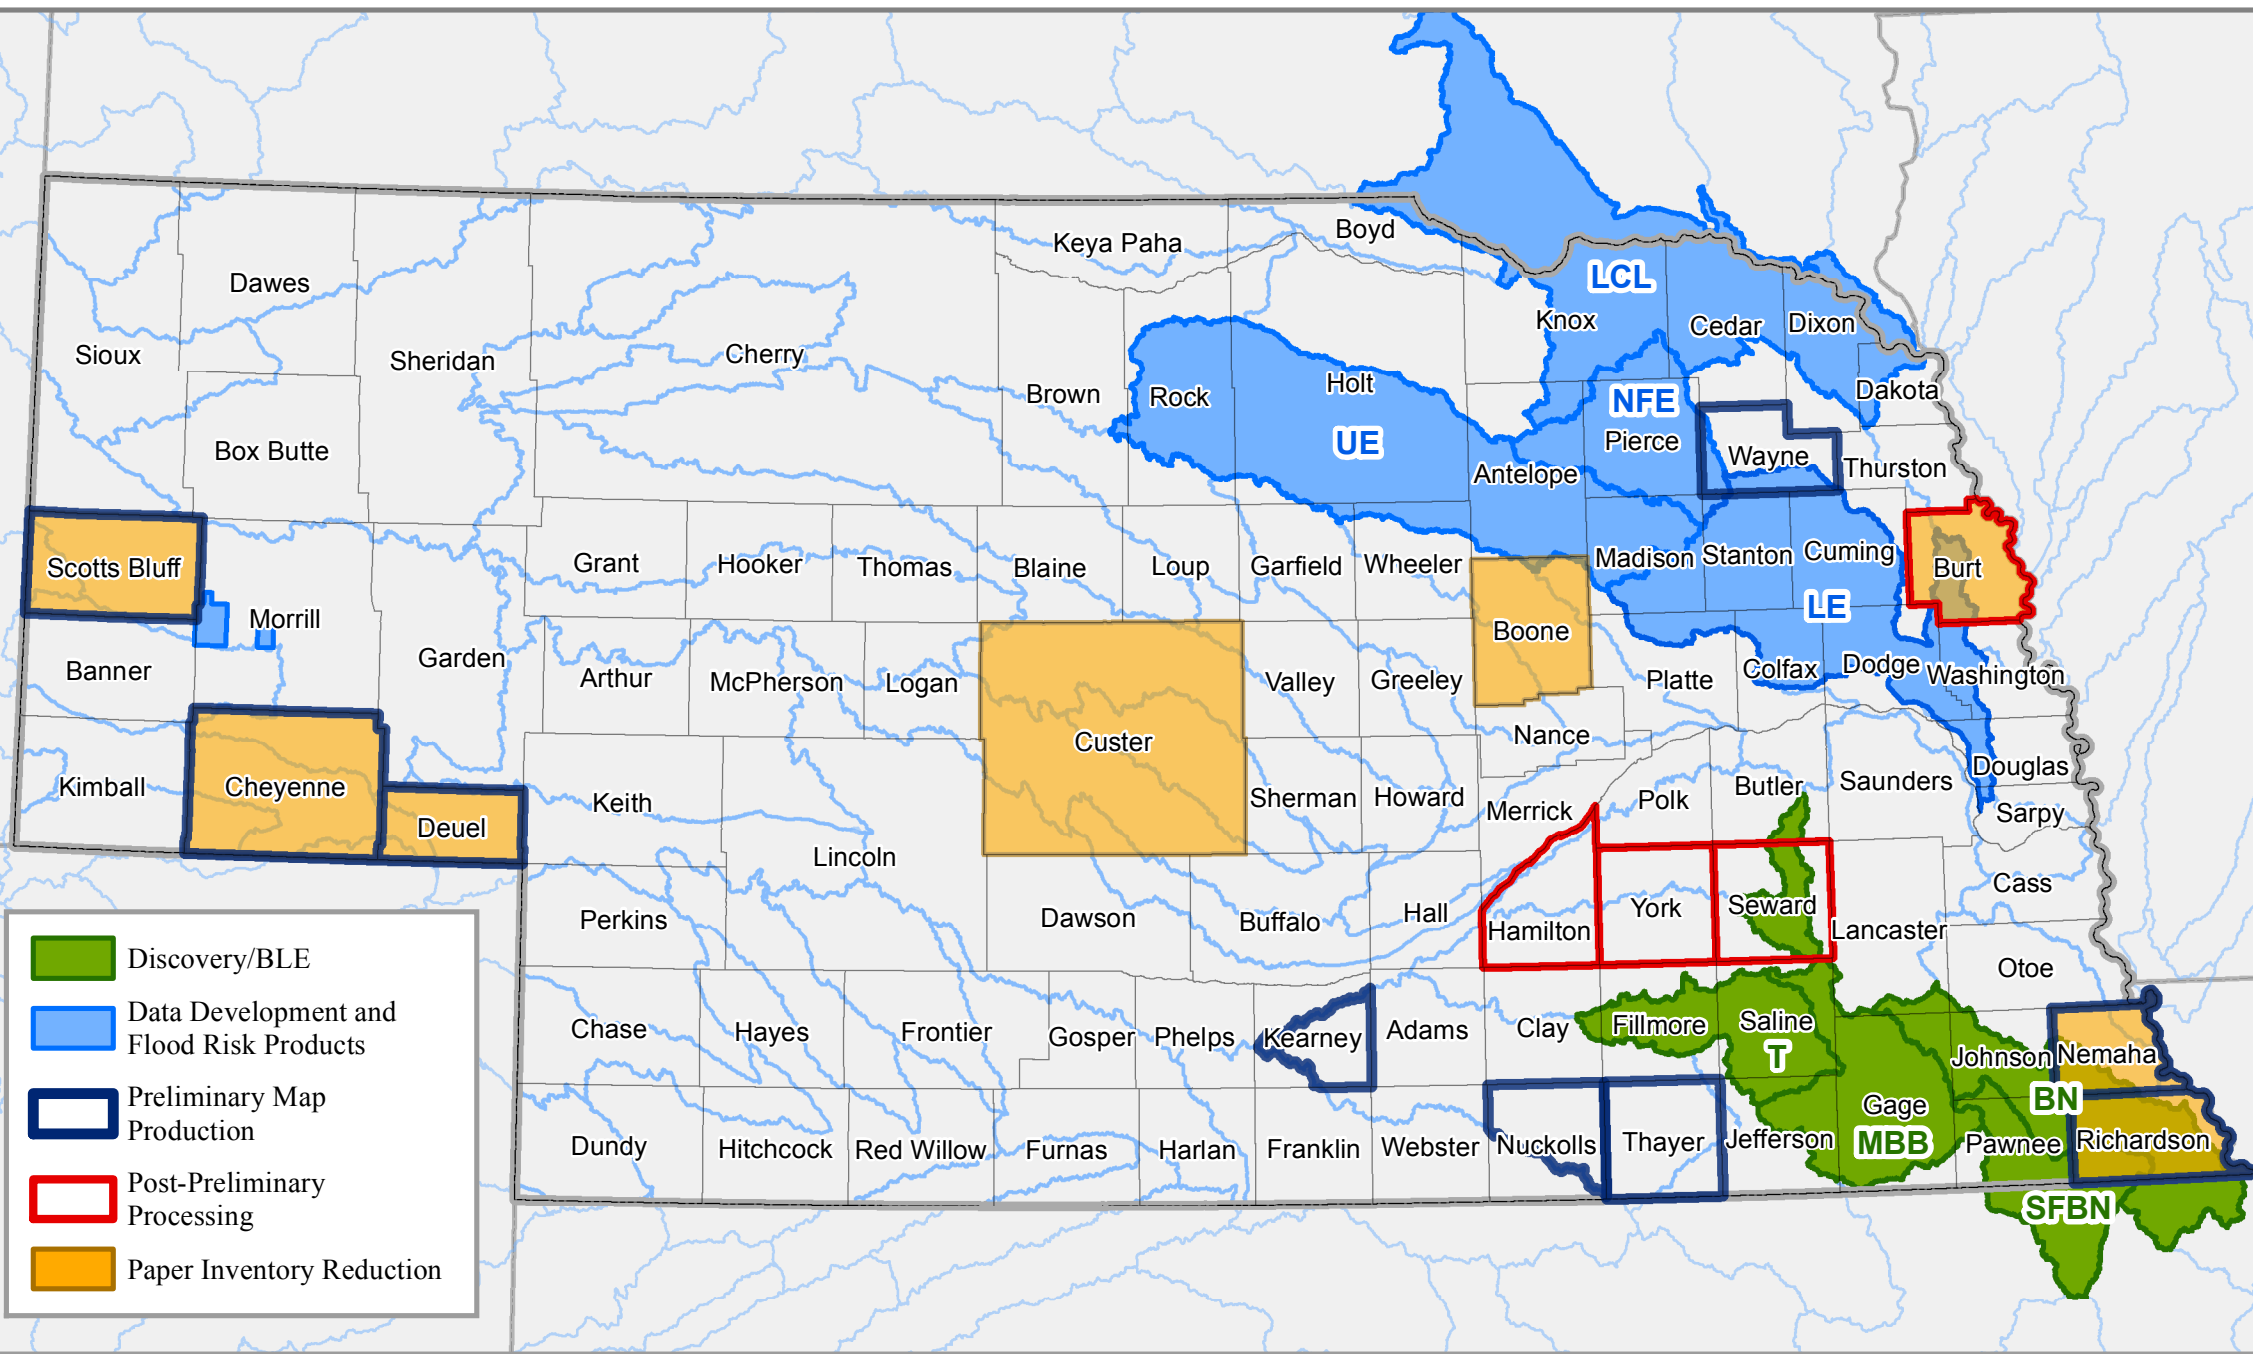 Boyd
Keya Paha
LCL
Dawes
Knox
Cedar
Dixon
Sioux
Sheridan
Cherry
Brown
Rock
Holt
Dakota
NFE
UE
Pierce
Box Butte
Antelope
Wayne
Thurston
Scotts Bluff
Grant
Hooker
Thomas
Blaine
Loup
Garfield
Wheeler
Madison
Stanton
Cuming
Burt
LE
Morrill
Boone
Banner
Garden
Arthur
McPherson
Logan
Valley
Greeley
Platte
Colfax
Dodge
Washington
Custer
Nance
Kimball
Cheyenne
Deuel
Keith
Sherman
Howard
Merrick
Polk
Butler
Saunders
Douglas
Sarpy
Lincoln
Perkins
Dawson
Buffalo
Hall
Hamilton
York
Seward
Lancaster
Cass
Otoe
Chase
Hayes
Frontier
Gosper
Phelps
Kearney
Adams
Clay
Fillmore
Saline
T
Johnson
Nemaha
BN
Dundy
Hitchcock
Red Willow
Furnas
Harlan
Franklin
Webster
Nuckolls
Thayer
Jefferson
Gage
MBB
Pawnee
Richardson
SFBN
Discovery/BLE
Data Development and
Flood Risk Products
Preliminary Map
Production
Post-Preliminary
Processing
Paper Inventory Reduction